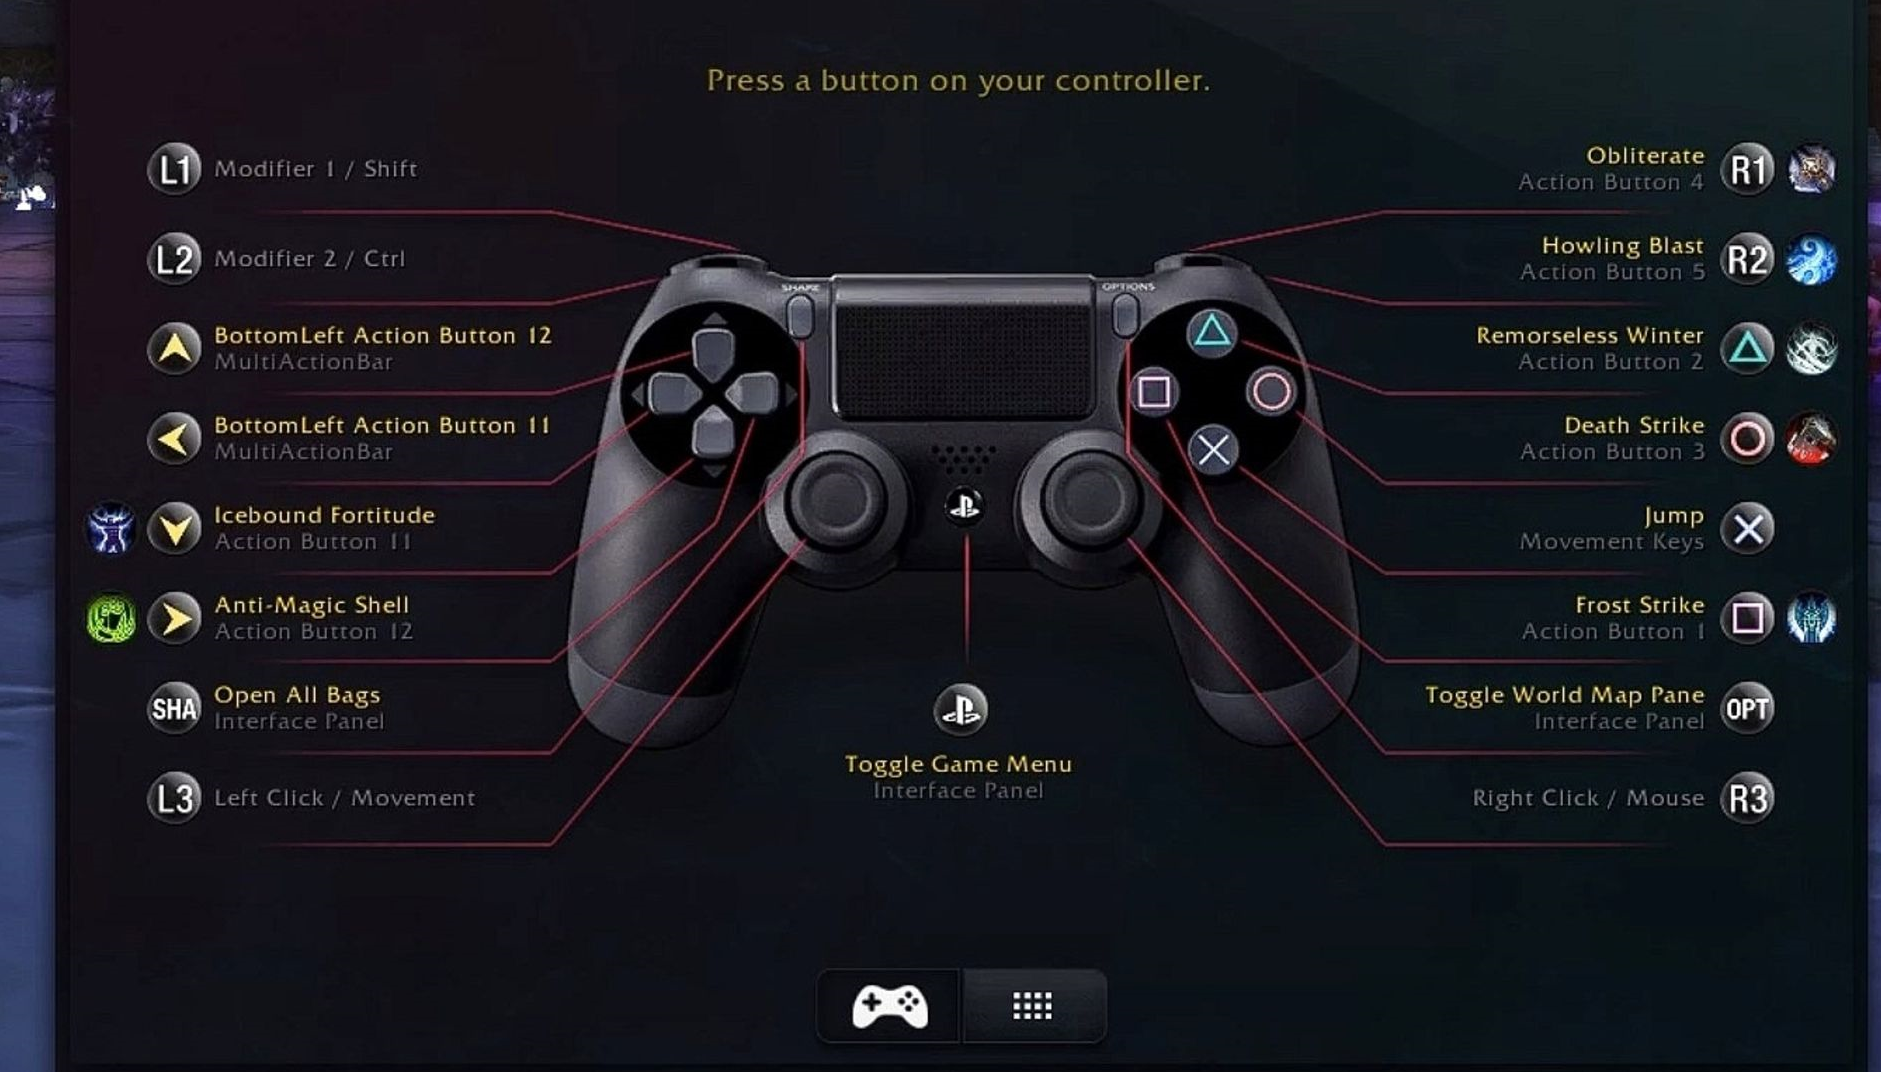 Press a button on your controller.
L1 Modifier 1 / Shift
L2 Modifier 2 / Ctrl
BottomLeft Action Button 12
MultiActionBar
BottomLeft Action Button 11
MultiActionBar
Icebound Fortitude
Action Button 11
Anti-Magic Shell
Action Button 12
SHA Open All Bags
Interface Panel
L3 Left Click / Movement
SHARE
OPTIONS
Toggle Game Menu
Interface Panel
Obliterate
Action Button 4
R1
Howling Blast
Action Button 5
R2
Remorseless Winter
Action Button 2
Death Strike
Action Button 3
Jump
Movement Keys
Frost Strike
Action Button 1
Toggle World Map Pane
Interface Panel
OPT
Right Click / Mouse R3